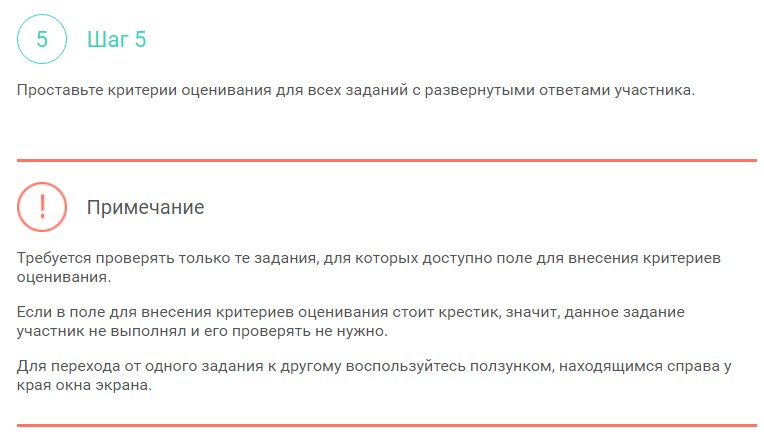 5 Шаг 5
Проставьте критерии оценивания для всех заданий с развернутыми ответами участника.
! Примечание
Требуется проверять только те задания, для которых доступно поле для внесения критериев
оценивания.
Если в поле для внесения критериев оценивания стоит крестик, значит, данное задание
участник не выполнял и его проверять не нужно.
Для перехода от одного задания к другому воспользуйтесь ползунком, находящимся справа у
края окна экрана.